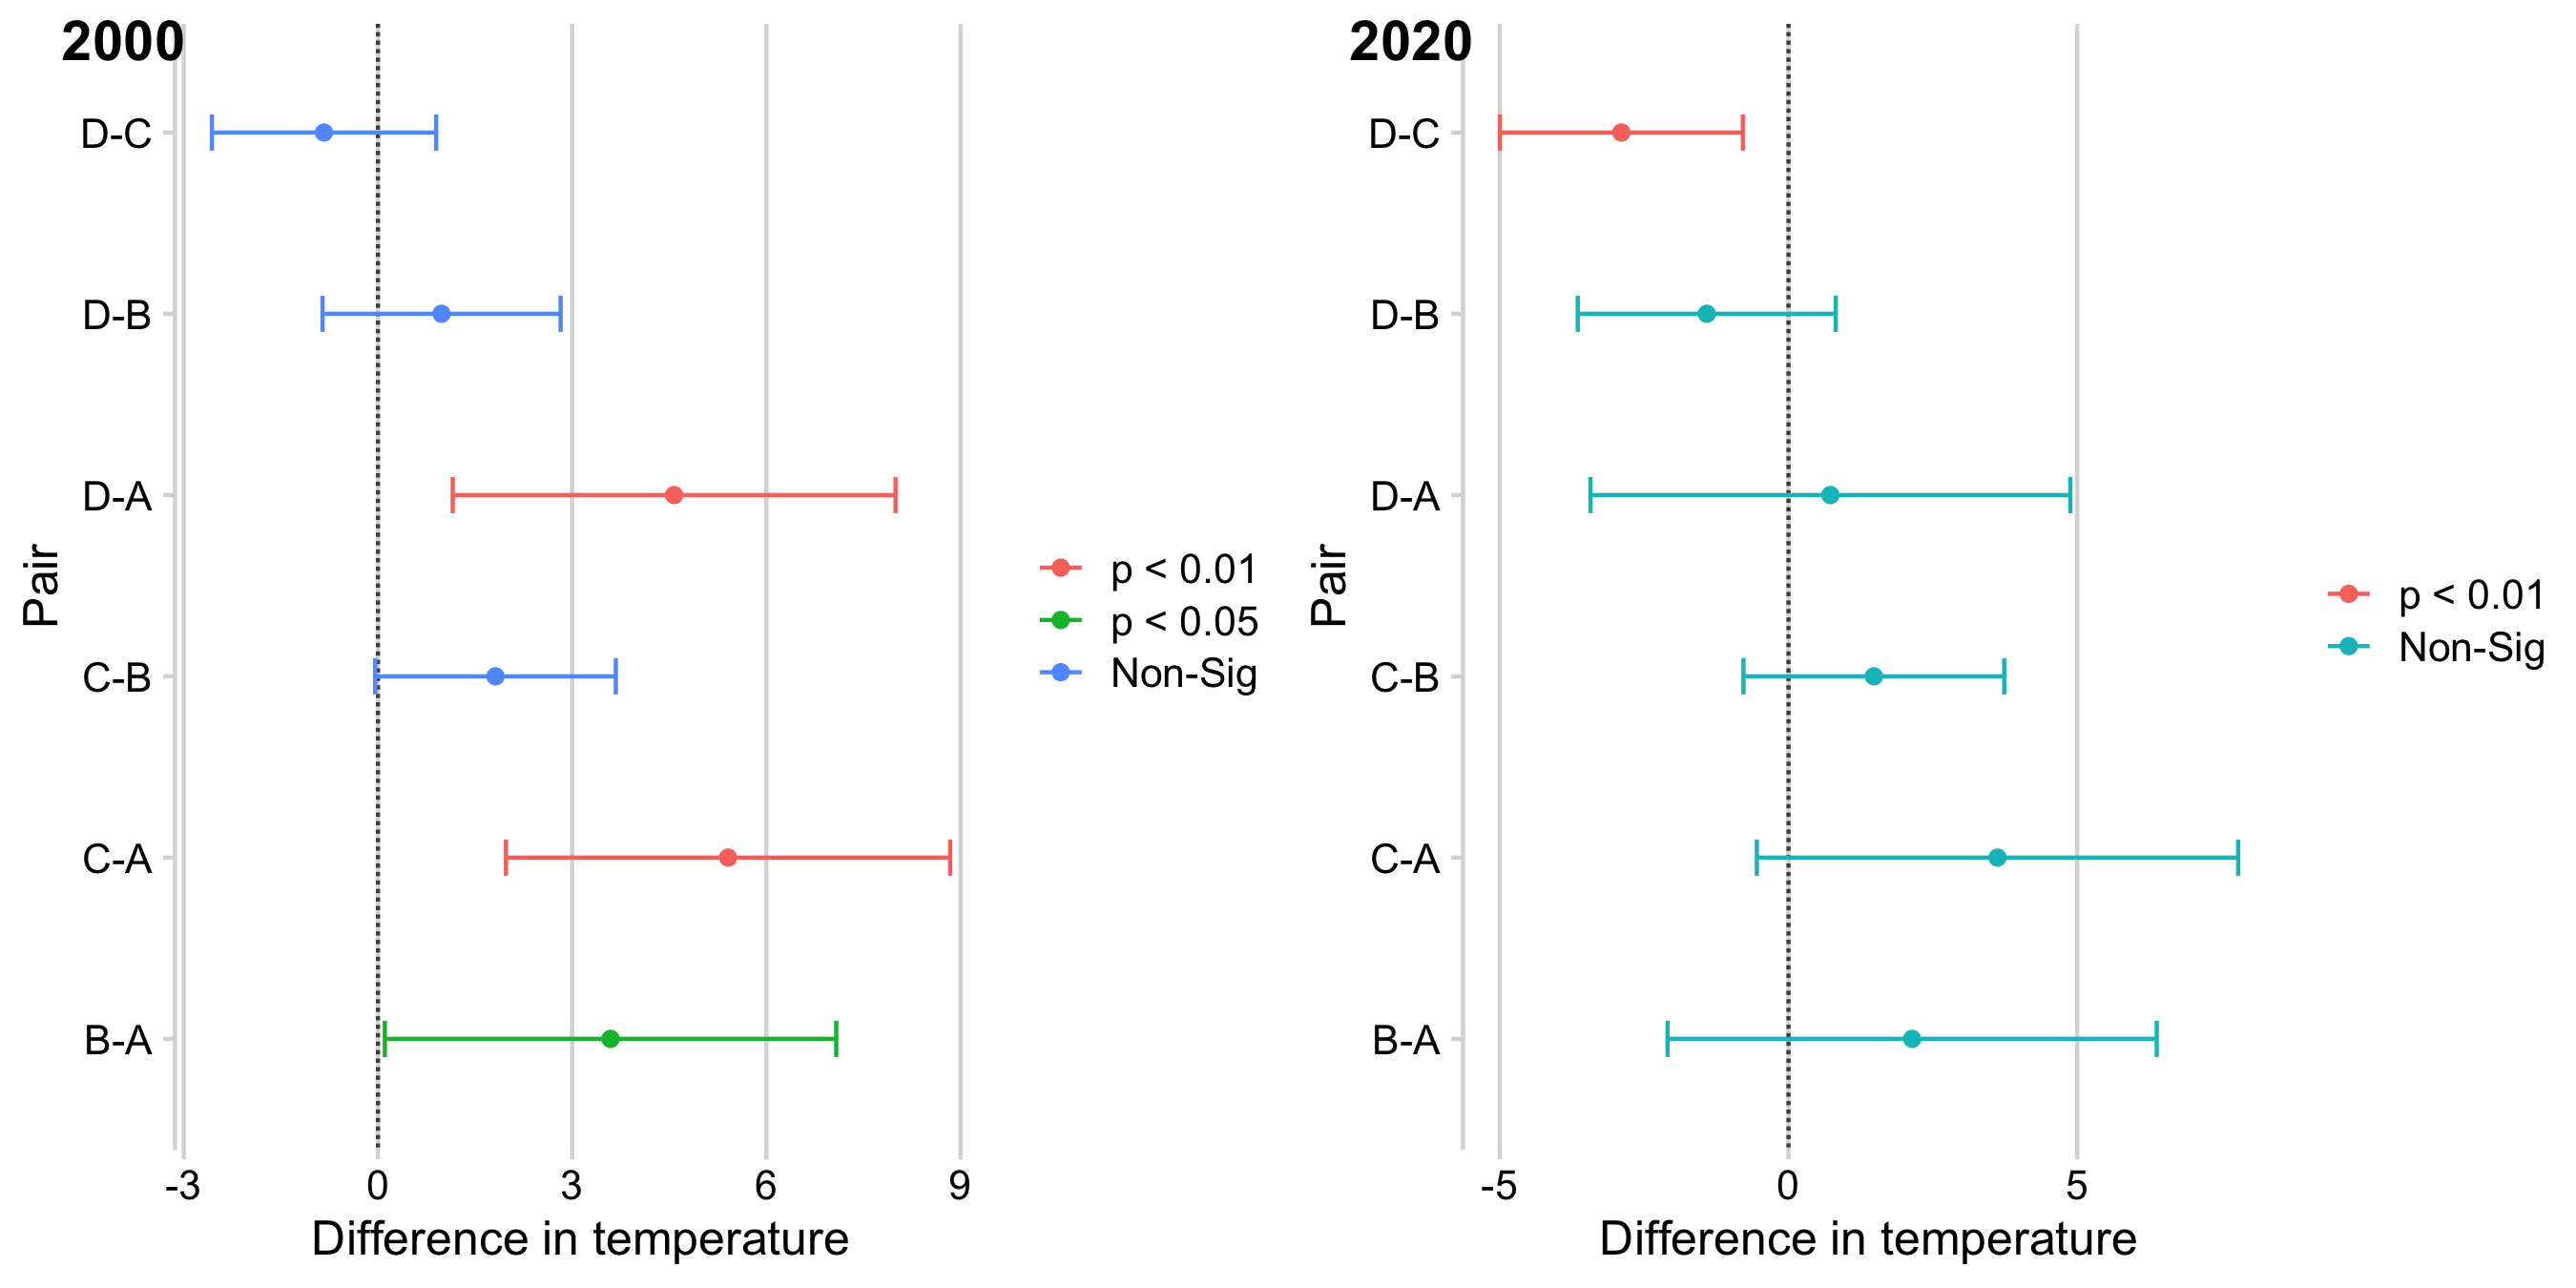 2000
D-C
D-B
D-A
C-B
C-A
B-A
Pair
-3 0 3 6 9
Difference in temperature
p < 0.01
p < 0.05
Non-Sig
2020
D-C
D-B
D-A
C-B
C-A
B-A
Pair
-5 0 5
Difference in temperature
p < 0.01
Non-Sig